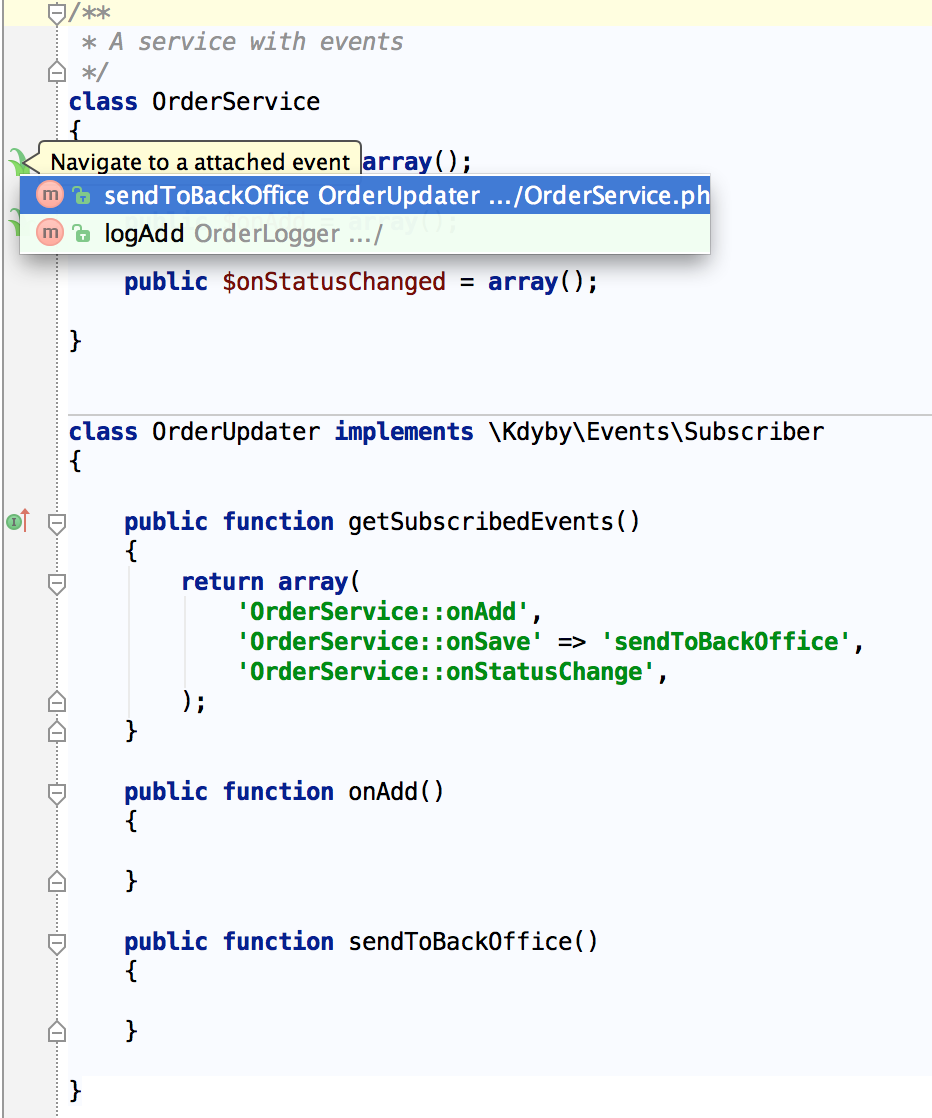 /**
 * A service with events
 */
class OrderService
{
Navigate to a attached event array();
m sendToBackOffice OrderUpdater .../OrderService.ph
m logAdd OrderLogger .../
public $onStatusChanged = array();
}
class OrderUpdater implements \Kdyby\Events\Subscriber
{
public function getSubscribedEvents()
{
return array(
'OrderService::onAdd',
'OrderService::onSave' => 'sendToBackOffice',
'OrderService::onStatusChange',
);
}
public function onAdd()
{
}
public function sendToBackOffice()
{
}
}